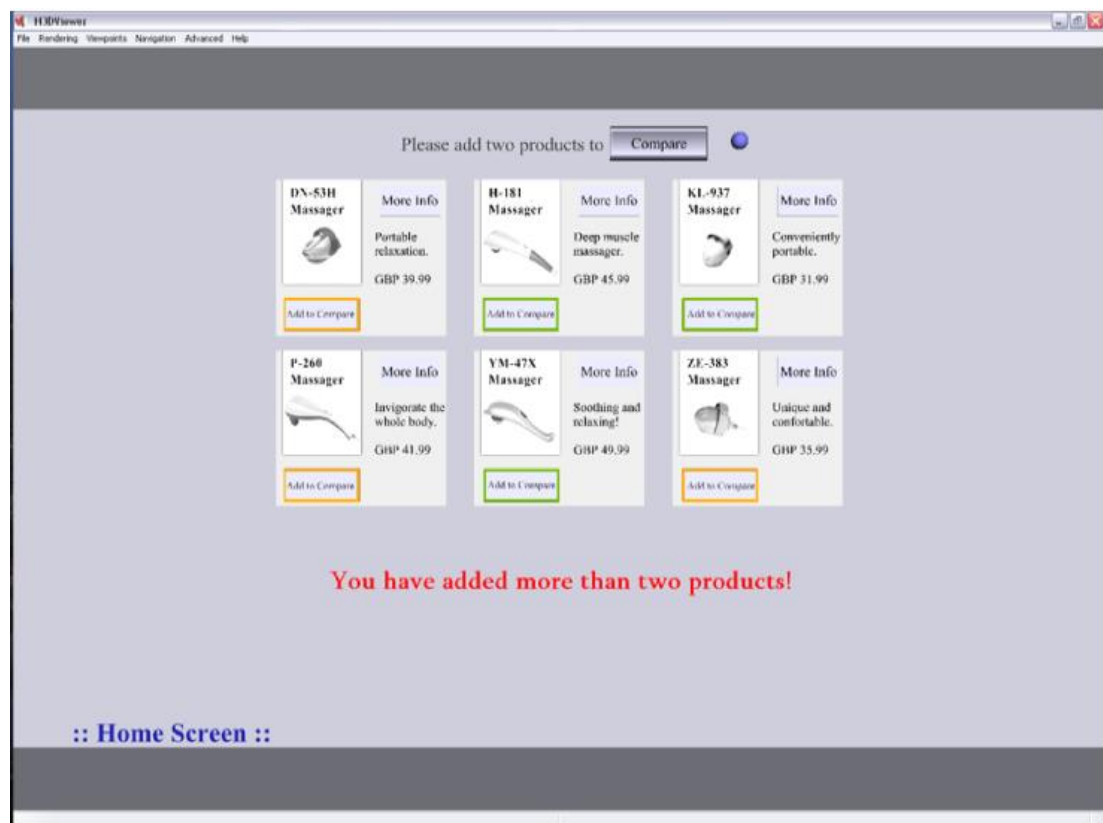 H3DViewer
File Rendering Viewpoints Navigation Advanced Help
Please add two products to Compare
DN-53H
Massager
More Info
Portable
relaxation.
GBP 39.99
Add to Compare
H-181
Massager
More Info
Deep muscle
massager.
GBP 45.99
Add to Compare
KL-937
Massager
More Info
Conveniently
portable.
GBP 31.99
Add to Compare
P-260
Massager
More Info
Invigorate the
whole body.
GBP 41.99
Add to Compare
YM-47X
Massager
More Info
Soothing and
relaxing!
GBP 49.99
Add to Compare
ZE-383
Massager
More Info
Unique and
confortable.
GBP 35.99
Add to Compare
You have added more than two products!
:: Home Screen ::